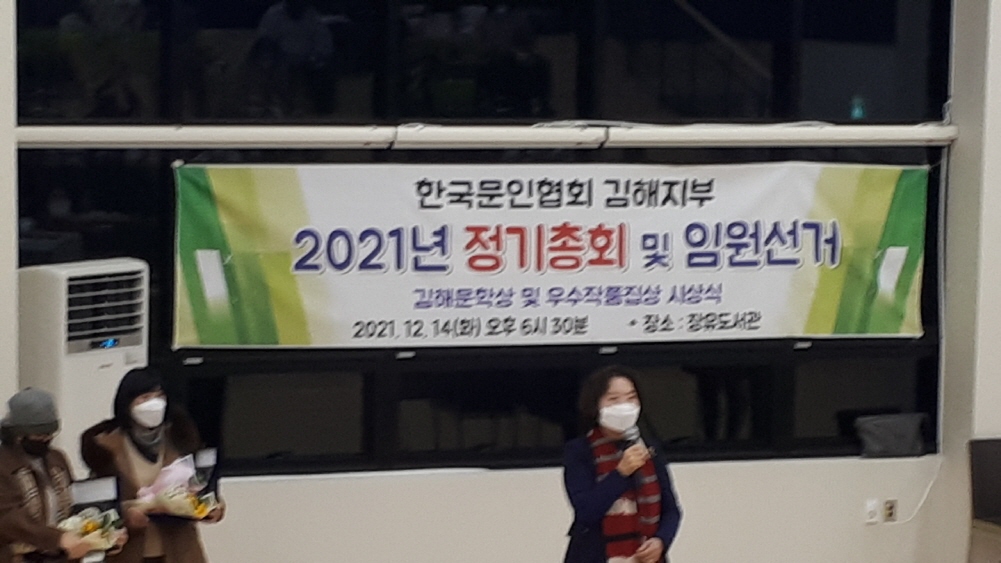 한국문인협회 김해지부
2021년 정기총회 및 임원선거
김해문학상 및 우수작품집상 시상식
2021. 12. 14(화) 오후 6시 30분 * 장소 : 장유도서관